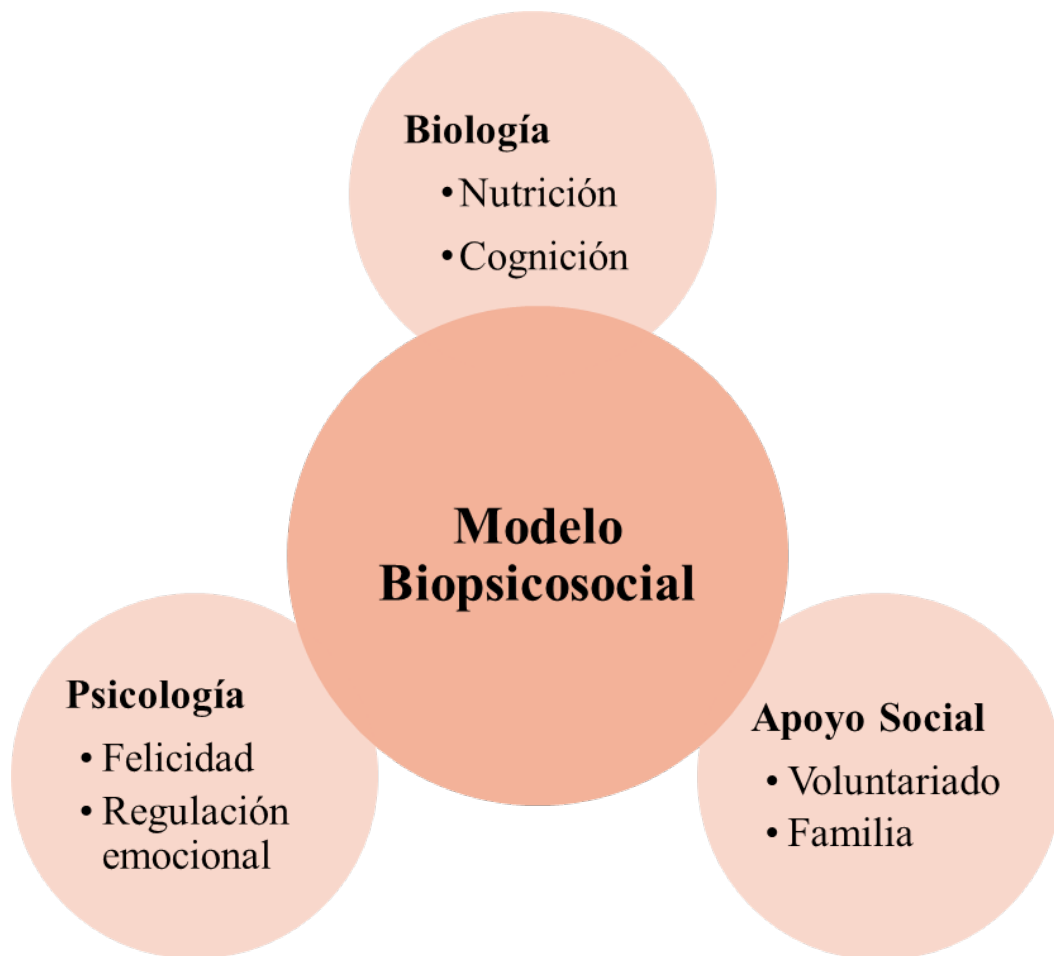 Biología
• Nutrición
• Cognición
Modelo
Biopsicosocial
Psicología
• Felicidad
• Regulación
emocional
Apoyo Social
• Voluntariado
• Familia